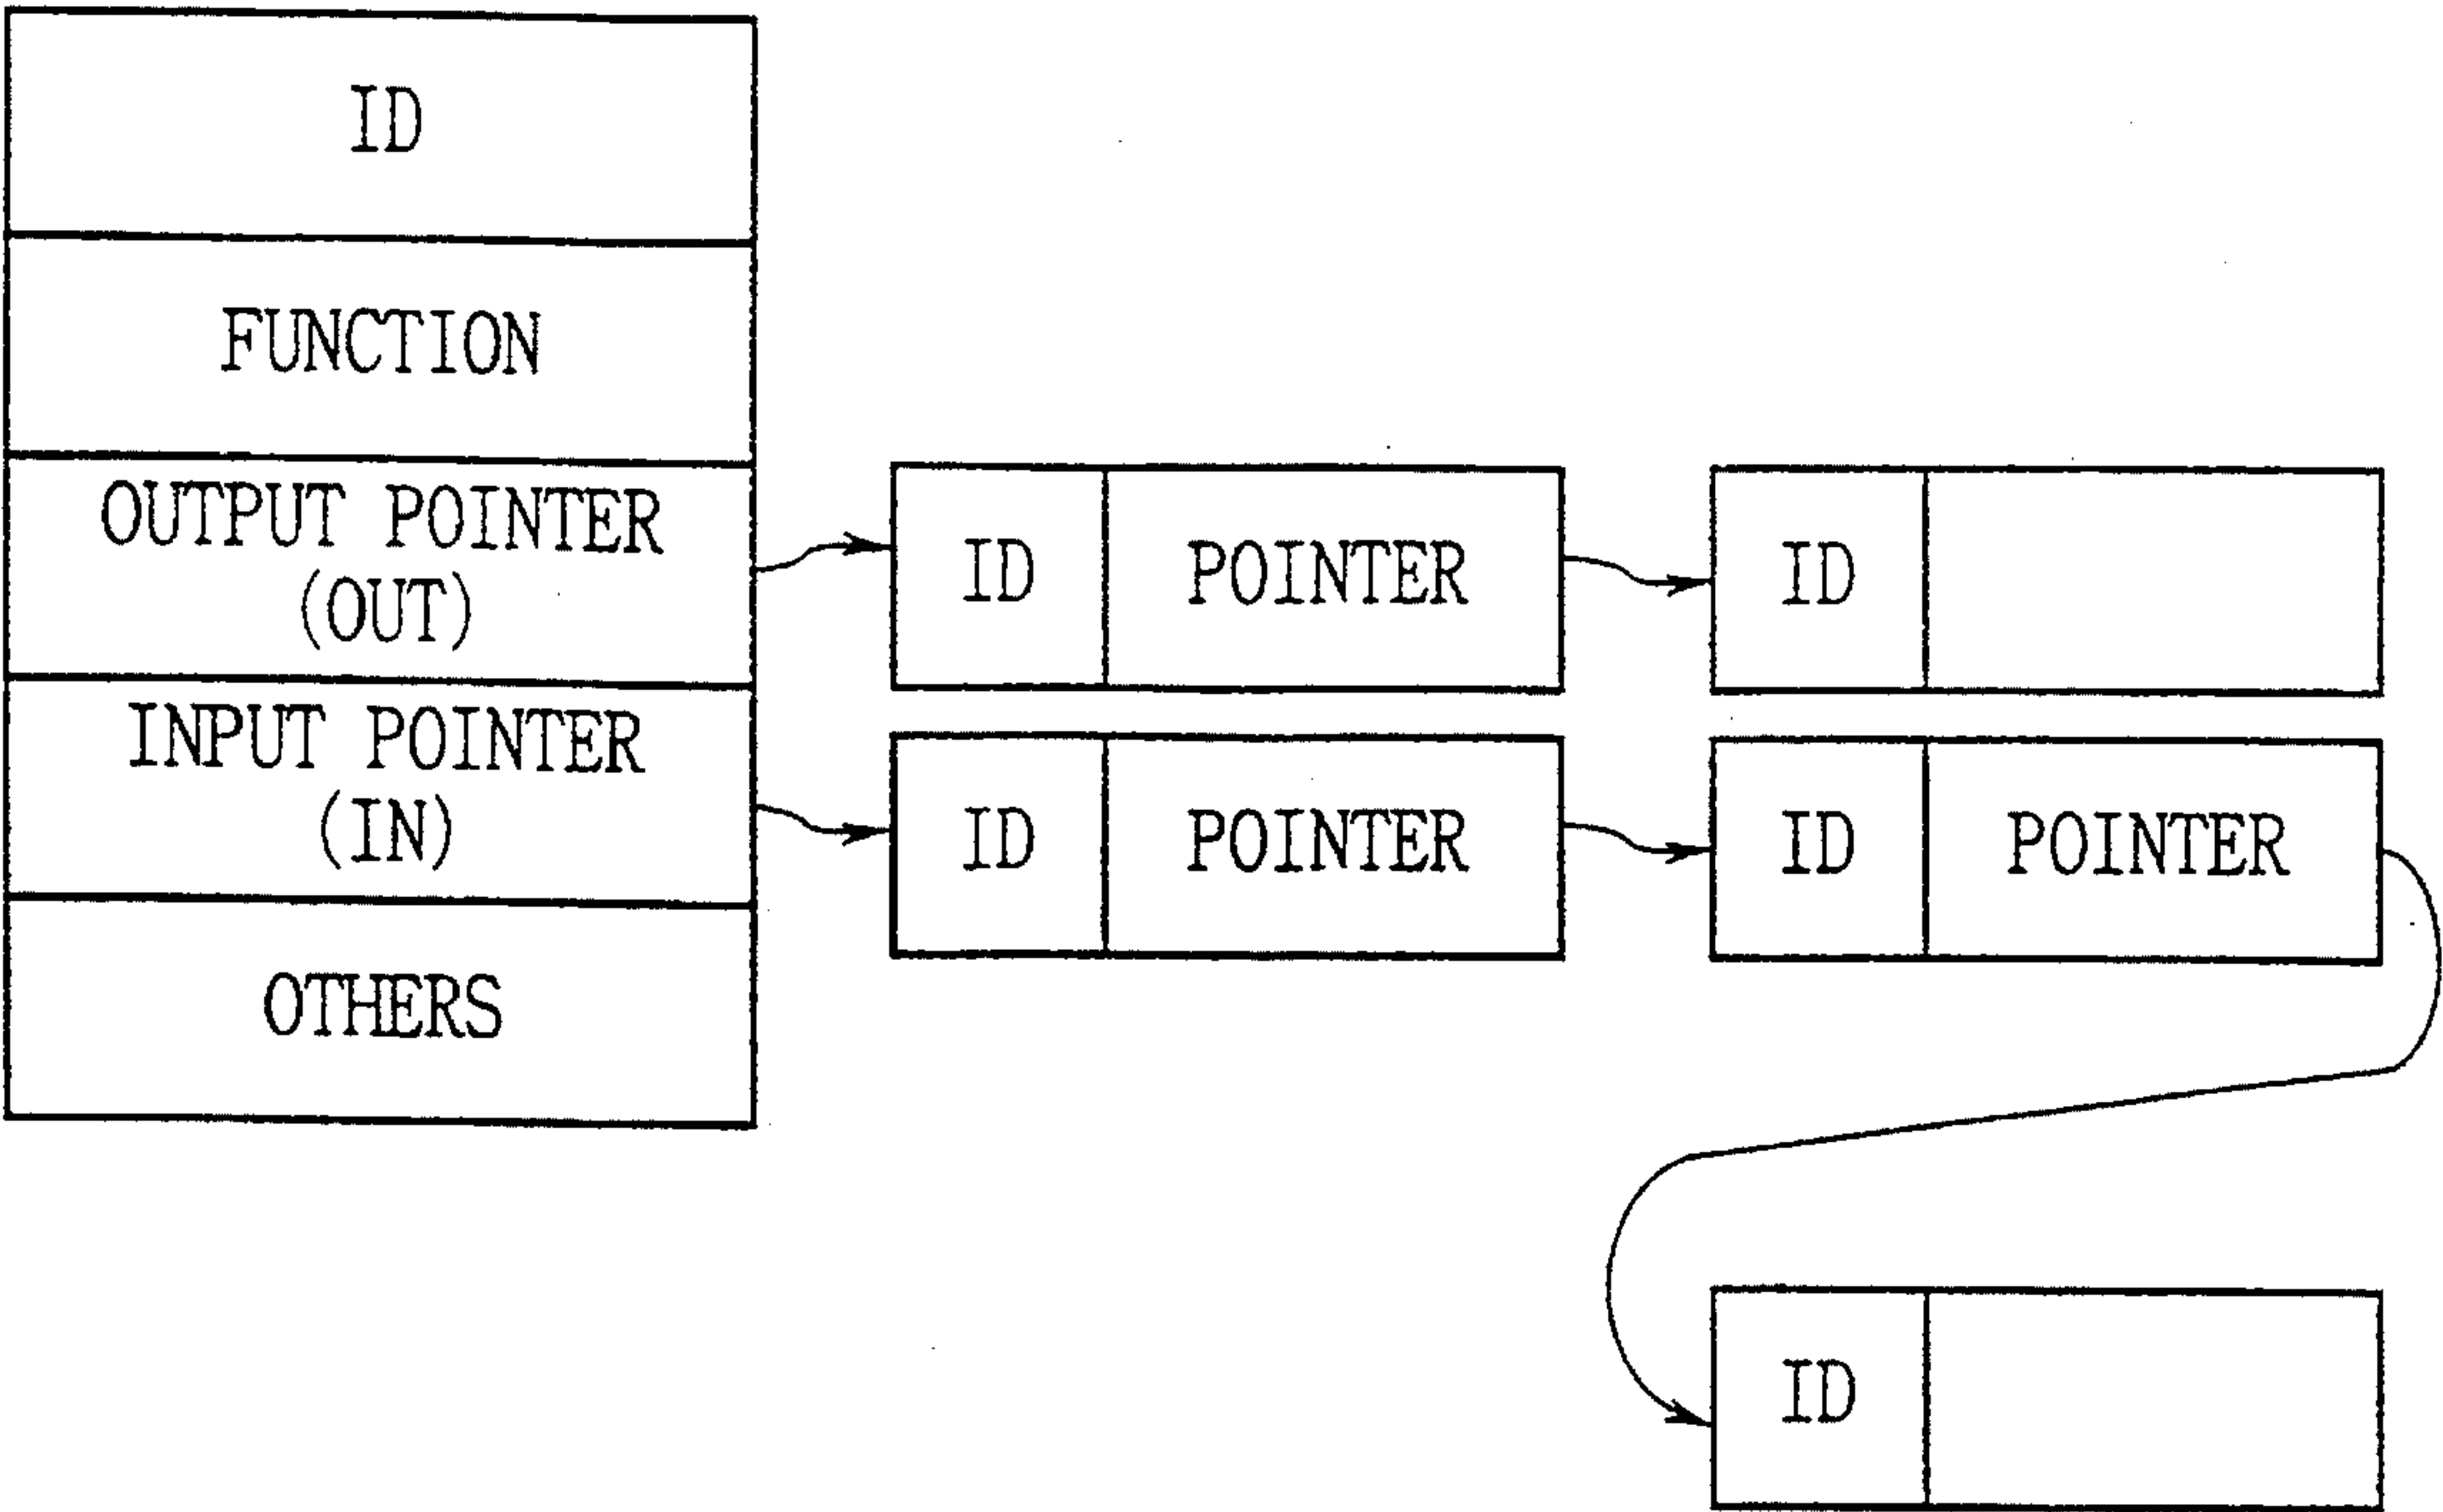 ID
FUNCTION
OUTPUT POINTER
(OUT)
ID POINTER
ID
INPUT POINTER
(IN)
ID POINTER
ID POINTER
OTHERS
ID